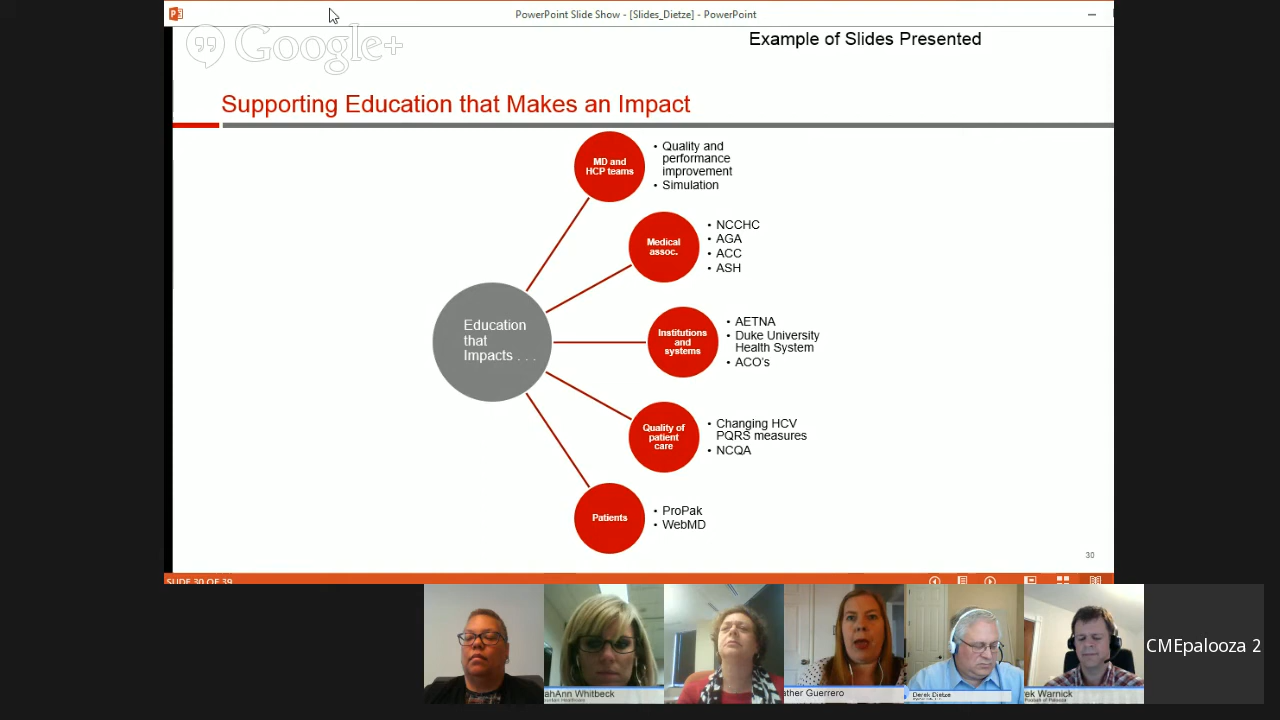 PowerPoint Slide Show - [Slides_Dietze] - PowerPoint
Google+
Example of Slides Presented
Supporting Education that Makes an Impact
MD and
HCP teams
• Quality and
performance
improvement
• Simulation
Medical
assoc.
• NCCHC
• AGA
• ACC
• ASH
Education
that
Impacts . . .
Institutions
and
systems
• AETNA
• Duke University
Health System
• ACO's
Quality of
patient
care
• Changing HCV
PQRS measures
• NCQA
Patients
• ProPak
• WebMD
30
SLIDE 30 OF 39
CMEpalooza 2
ahAnn Whitbeck
ather Guerrero
Derek Dietze
rek Warnick